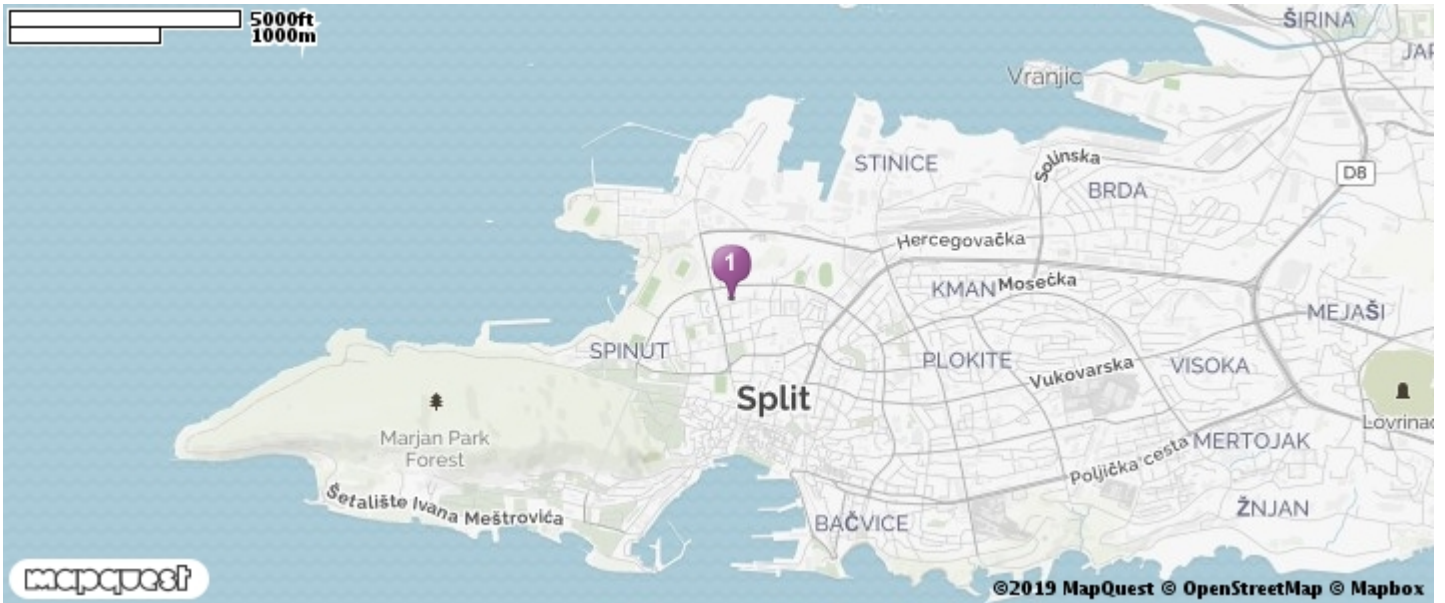 5000ft
1000m
ŠIRINA
JAP
Vranjic
STINICE
Solinska
BRDA
D8
Hercegovačka
1
KMAN
Mosećka
MEJAŠI
SPINUT
PLOKITE
Vukovarska
VISOKA
Split
Marjan Park
Forest
Lovrinac
MERTOJAK
Poljička cesta
Šetalište Ivana Meštrovića
BAČVICE
ŽNJAN
mapquest
©2019 MapQuest © OpenStreetMap © Mapbox